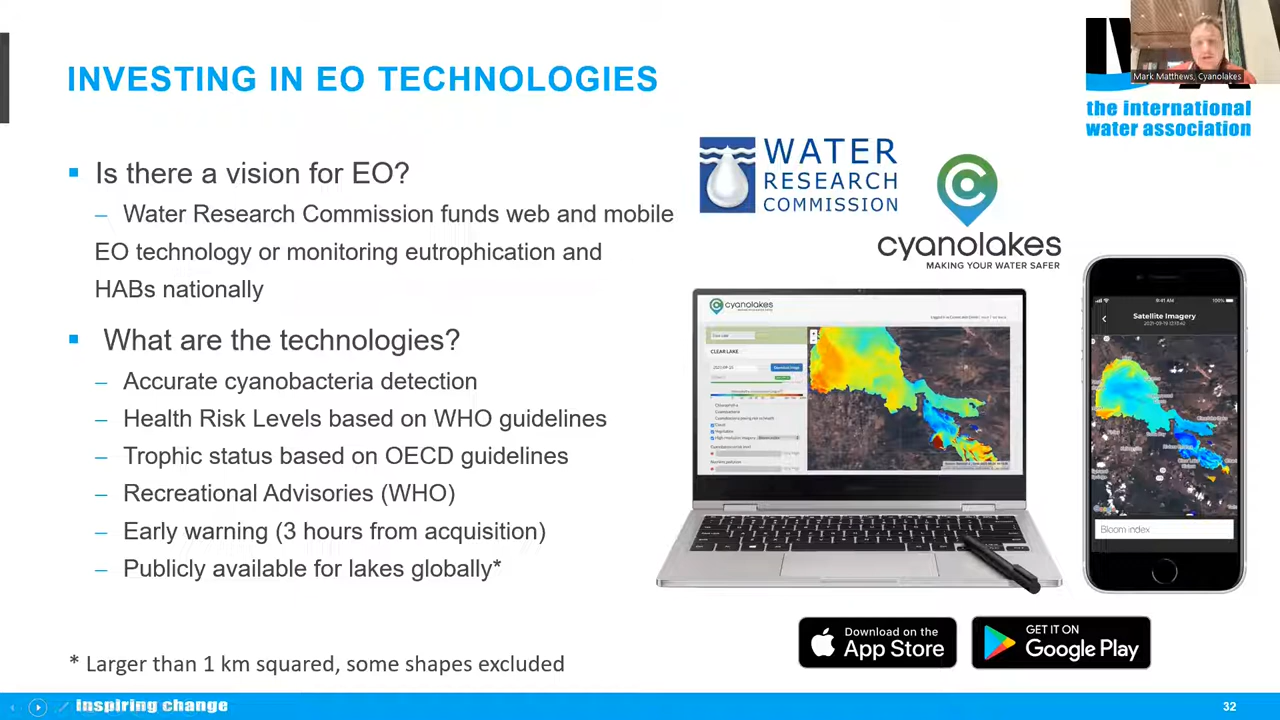 INVESTING IN EO TECHNOLOGIES
Mark Matthews, Cyanolakes
the international
water association
Is there a vision for EO?
– Water Research Commission funds web and mobile
EO technology or monitoring eutrophication and
HABs nationally
What are the technologies?
– Accurate cyanobacteria detection
– Health Risk Levels based on WHO guidelines
– Trophic status based on OECD guidelines
– Recreational Advisories (WHO)
– Early warning (3 hours from acquisition)
– Publicly available for lakes globally*
* Larger than 1 km squared, some shapes excluded
WATER
RESEARCH
COMMISSION
cyanolakes
MAKING YOUR WATER SAFER
cyanolakes
CLEAR LAKE
9:41 AM
100%
Satellite Imagery
Bloom index
Download on the
App Store
GET IT ON
Google Play
inspiring change
32